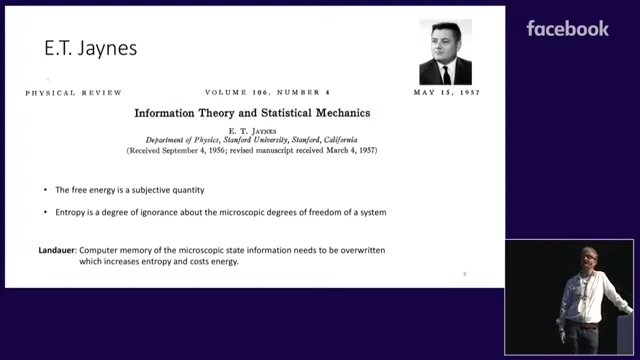 E.T. Jaynes
facebook
PHYSICAL REVIEW VOLUME 106, NUMBER 4 MAY 15, 1957
Information Theory and Statistical Mechanics
E. T. JAYNES
Department of Physics, Stanford University, Stanford, California
(Received September 4, 1956; revised manuscript received March 4, 1957)
• The free energy is a subjective quantity
• Entropy is a degree of ignorance about the microscopic degrees of freedom of a system
Landauer: Computer memory of the microscopic state information needs to be overwritten
which increases entropy and costs energy.
8